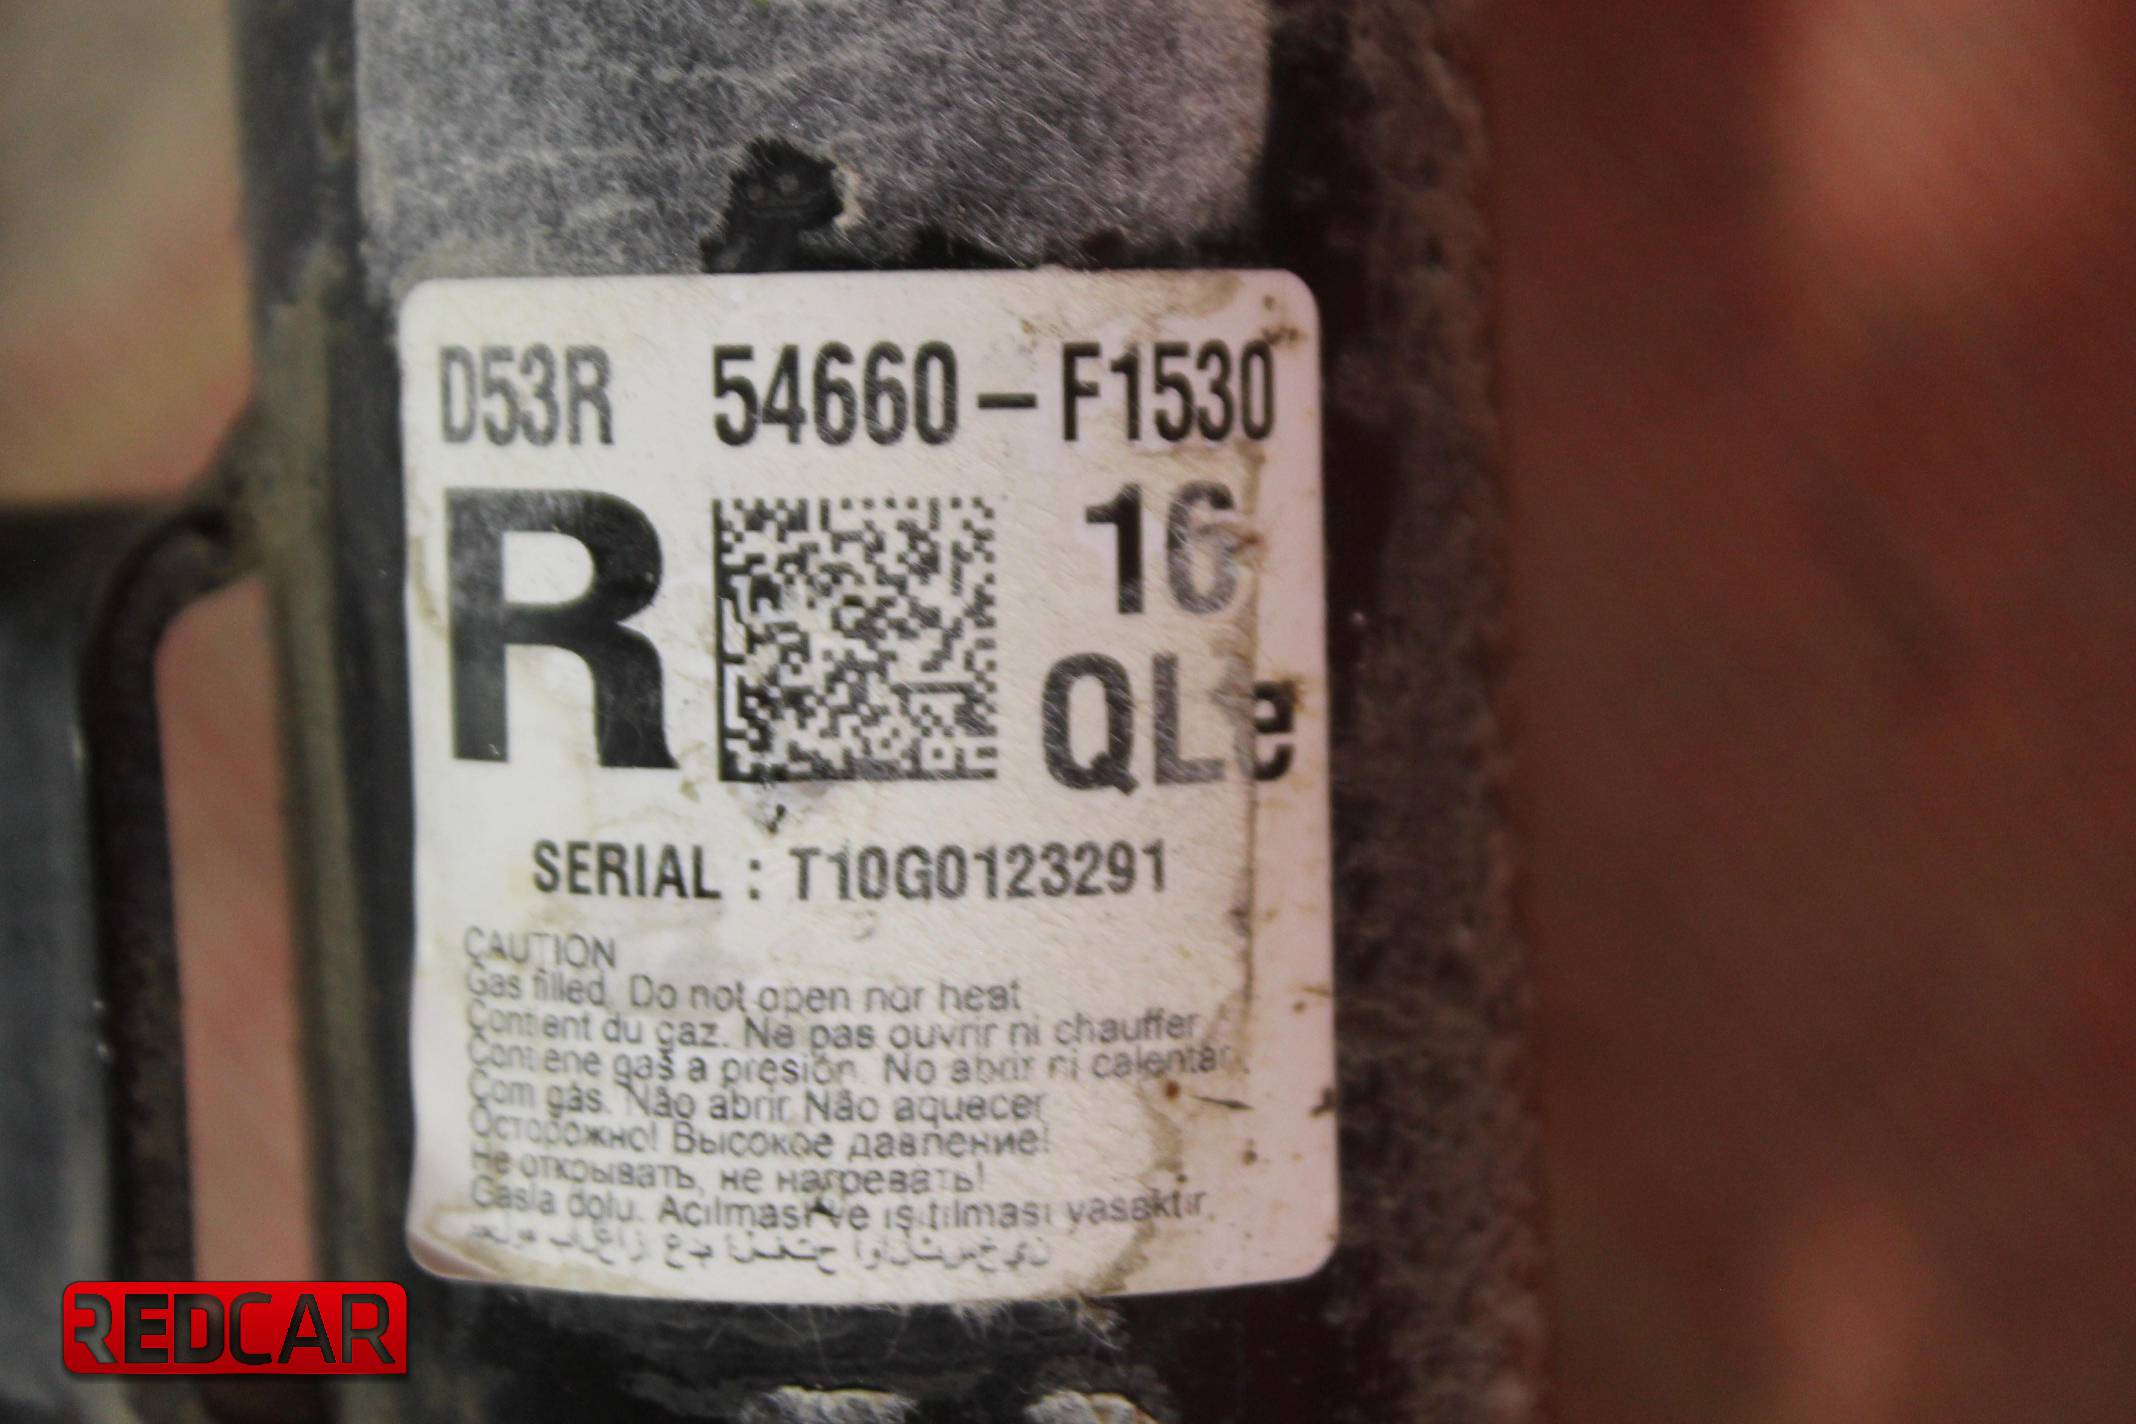 D53R 54660-F1530
R
16
QLe
SERIAL : T10G0123291
CAUTION
Gas filled. Do not open nor heat
Contient du gaz. Ne pas ouvrir ni chauffer
Contiene gas a presión. No abrir ni calentar.
Com gás. Não abrir. Não aquecer
Осторожно! Высокое давление!
Не открывать, не нагревать!
Gasla dolu. Açılması ve ısıtılması yasaktır.
REDCAR